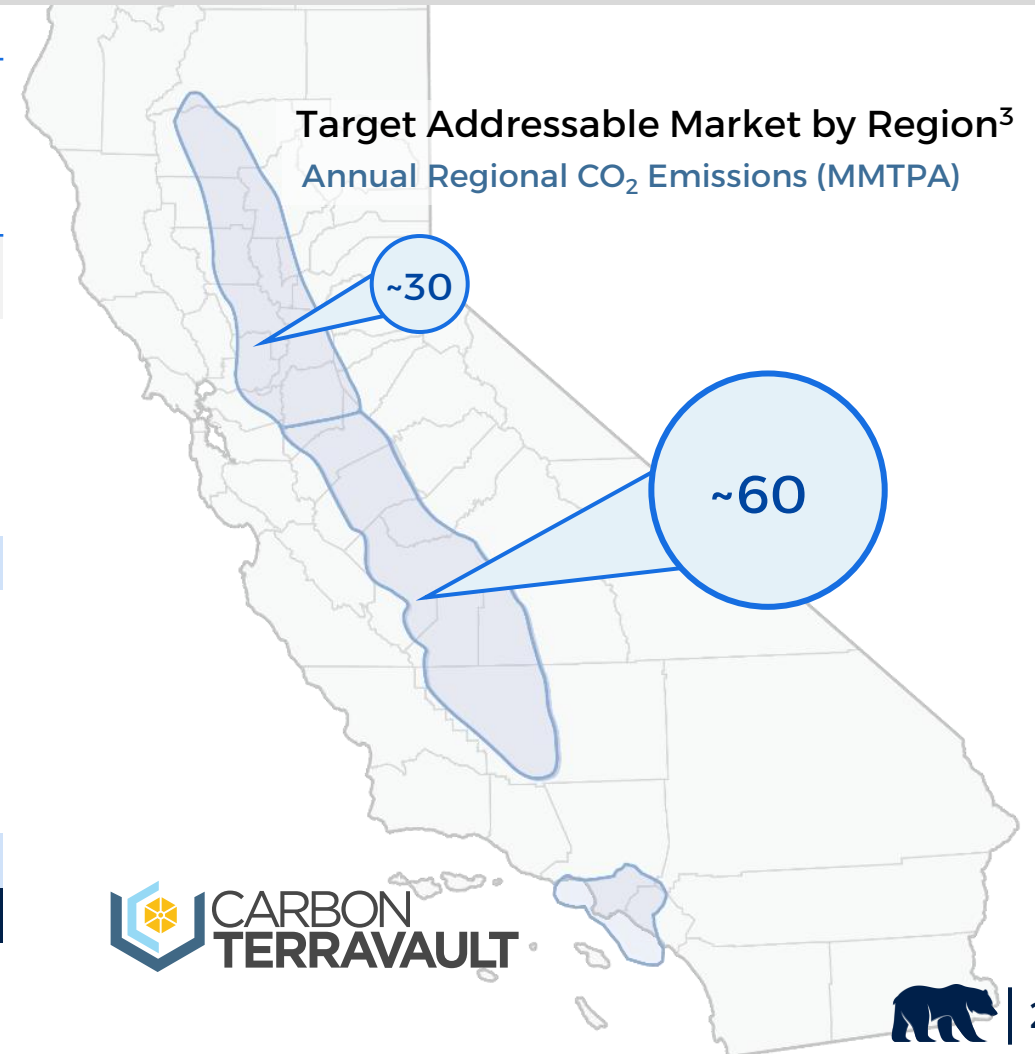 Target Addressable Market by Region³
Annual Regional CO₂ Emissions (MMTPA)
~30
~60
CARBON
TERRAVAULT